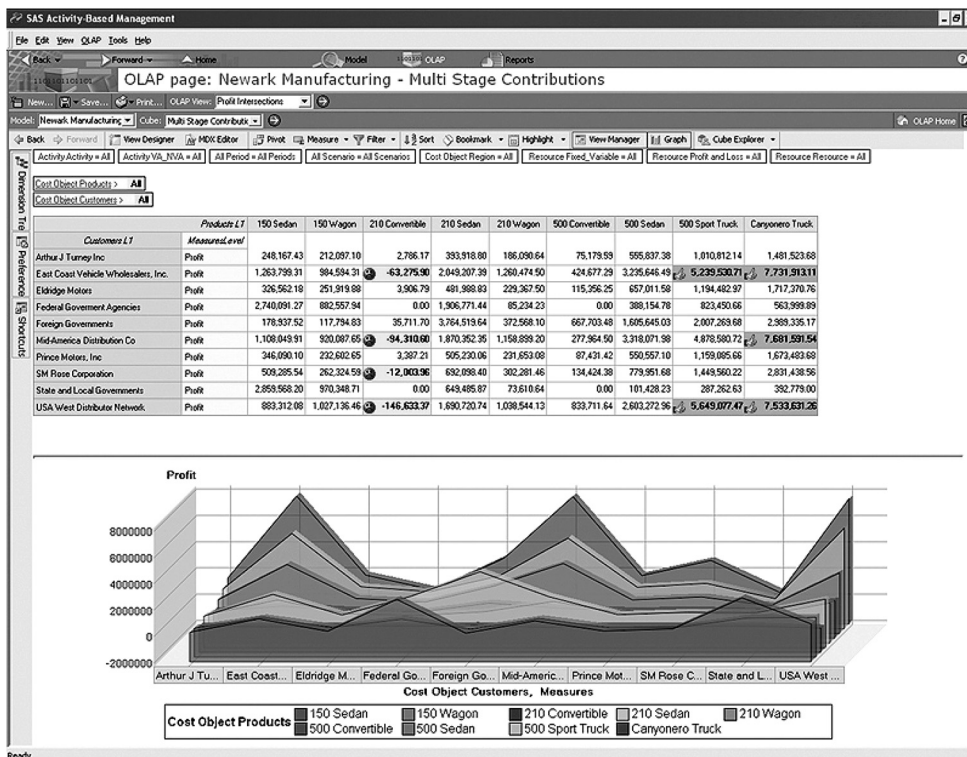 SAS Activity-Based Management
File Edit View OLAP Tools Help
Back Forward Home Model OLAP Reports
OLAP page: Newark Manufacturing - Multi Stage Contributions
New... Save... Print... OLAP View: Profit Intersections
Model: Newark Manufacturing Cube: Multi Stage Contributic OLAP Home
Back Forward View Designer MDX Editor Pivot Measure Filter Sort Bookmark Highlight View Manager Graph Cube Explorer
Activity Activity = All Activity VA_NVA = All All Period = All Periods All Scenario = All Scenarios Cost Object Region = All Resource Fixed_Variable = All Resource Profit and Loss = All Resource Resource = All
Dimension Tre
Preference
Shortcuts
Cost Object Products > All
Cost Object Customers > All
Products L1 150 Sedan 150 Wagon 210 Convertible 210 Sedan 210 Wagon 500 Convertible 500 Sedan 500 Sport Truck Canyonero Truck
Customers L1 MeasuresLevel
Arthur J Turney Inc Profit 248,167.43 212,097.10 2,786.17 393,918.80 186,090.64 75,179.59 555,837.38 1,010,812.14 1,481,523.68
East Coast Vehicle Wholesalers, Inc. Profit 1,263,799.31 984,594.31 -63,275.90 2,049,207.39 1,260,474.50 424,677.29 3,235,646.49 5,239,530.71 7,731,913.11
Eldridge Motors Profit 326,562.18 251,919.88 3,906.79 481,988.83 229,367.50 115,356.25 657,011.58 1,194,482.97 1,717,370.76
Federal Goverment Agencies Profit 2,740,091.27 882,557.94 0.00 1,906,771.44 85,234.23 0.00 388,154.78 823,450.66 563,999.89
Foreign Governments Profit 178,937.52 117,794.83 35,711.70 3,764,519.64 372,568.10 667,703.48 1,605,645.03 2,007,269.68 2,989,335.17
Mid-America Distribution Co Profit 1,108,049.91 920,087.65 -94,310.60 1,870,352.35 1,158,899.20 277,964.50 3,318,071.98 4,878,580.72 7,681,591.54
Prince Motors, Inc Profit 346,090.10 232,602.65 3,387.21 505,230.06 231,653.08 87,431.42 550,557.10 1,159,085.66 1,673,483.68
SM Rose Corporation Profit 509,285.54 262,324.59 -12,003.96 692,098.40 302,281.46 134,424.38 779,951.68 1,449,560.22 2,831,438.56
State and Local Governments Profit 2,859,568.20 970,348.71 0.00 649,485.87 73,610.64 0.00 101,428.23 287,262.63 392,779.00
USA West Distributor Network Profit 883,312.08 1,027,136.46 -146,633.37 1,690,720.74 1,038,544.13 833,711.64 2,603,272.96 5,649,077.47 7,533,631.26
Profit
8000000
6000000
4000000
2000000
0
-2000000
Arthur J Tu... East Coast... Eldridge M... Federal Go... Foreign Go... Mid-Americ... Prince Mot... SM Rose C... State and L... USA West ...
Cost Object Customers, Measures
Cost Object Products 150 Sedan 150 Wagon 210 Convertible 210 Sedan 210 Wagon
500 Convertible 500 Sedan 500 Sport Truck Canyonero Truck
Ready